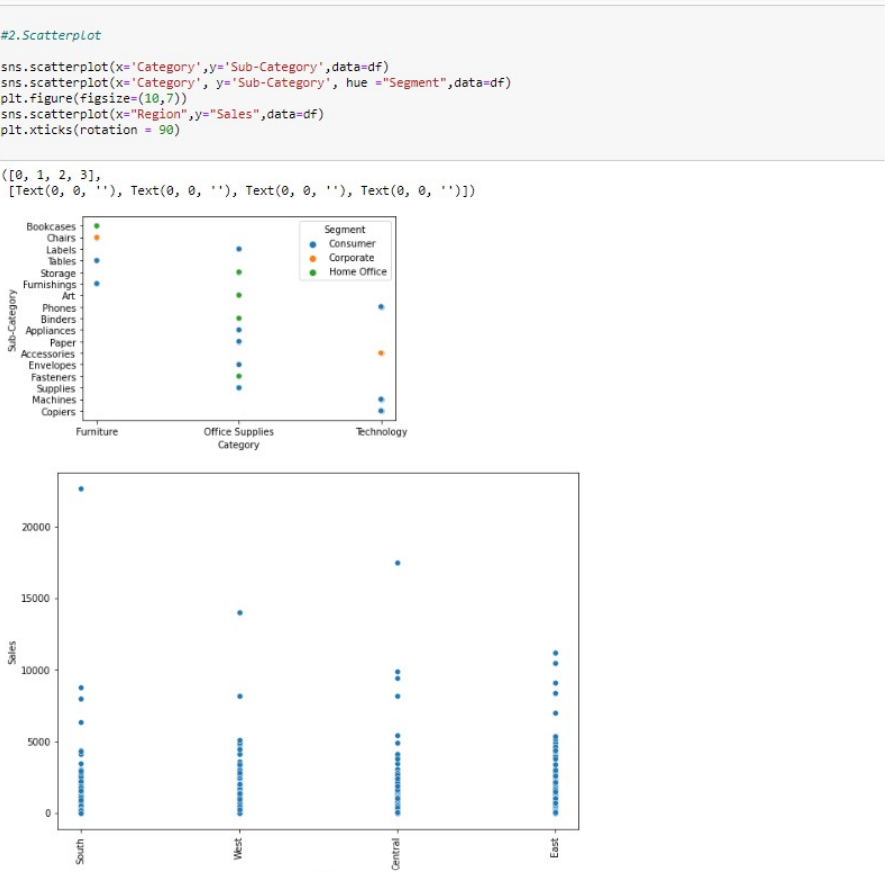 #2.Scatterplot
sns.scatterplot(x='Category',y='Sub-Category',data=df)
sns.scatterplot(x='Category', y='Sub-Category', hue ="Segment",data=df)
plt.figure(figsize=(10,7))
sns.scatterplot(x="Region",y="Sales",data=df)
plt.xticks(rotation = 90)
([0, 1, 2, 3],
[Text(0, 0, ''), Text(0, 0, ''), Text(0, 0, ''), Text(0, 0, '')])
Segment
Consumer
Corporate
Home Office
Sub-Category
Bookcases
Chairs
Labels
Tables
Storage
Furnishings
Art
Phones
Binders
Appliances
Paper
Accessories
Envelopes
Fasteners
Supplies
Machines
Copiers
Furniture Office Supplies Technology
Category
Sales
20000
15000
10000
5000
0
South West Central East